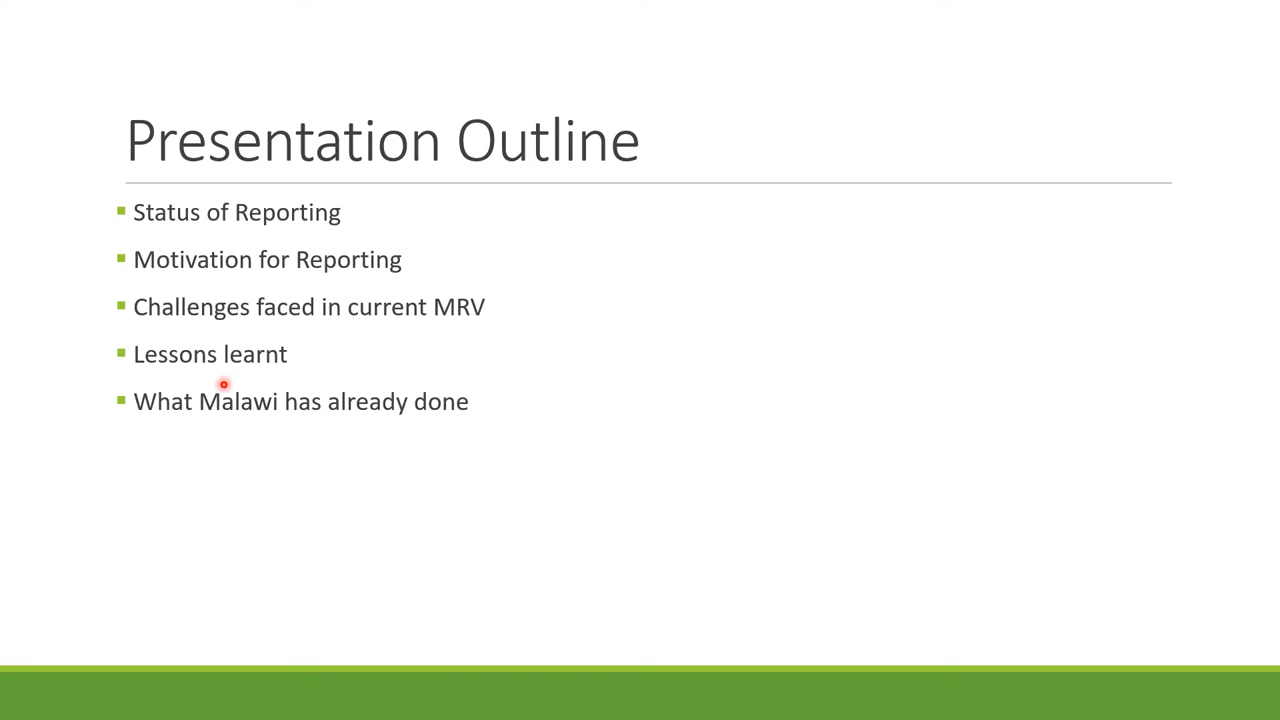 Presentation Outline
Status of Reporting
Motivation for Reporting
Challenges faced in current MRV
Lessons learnt
What Malawi has already done